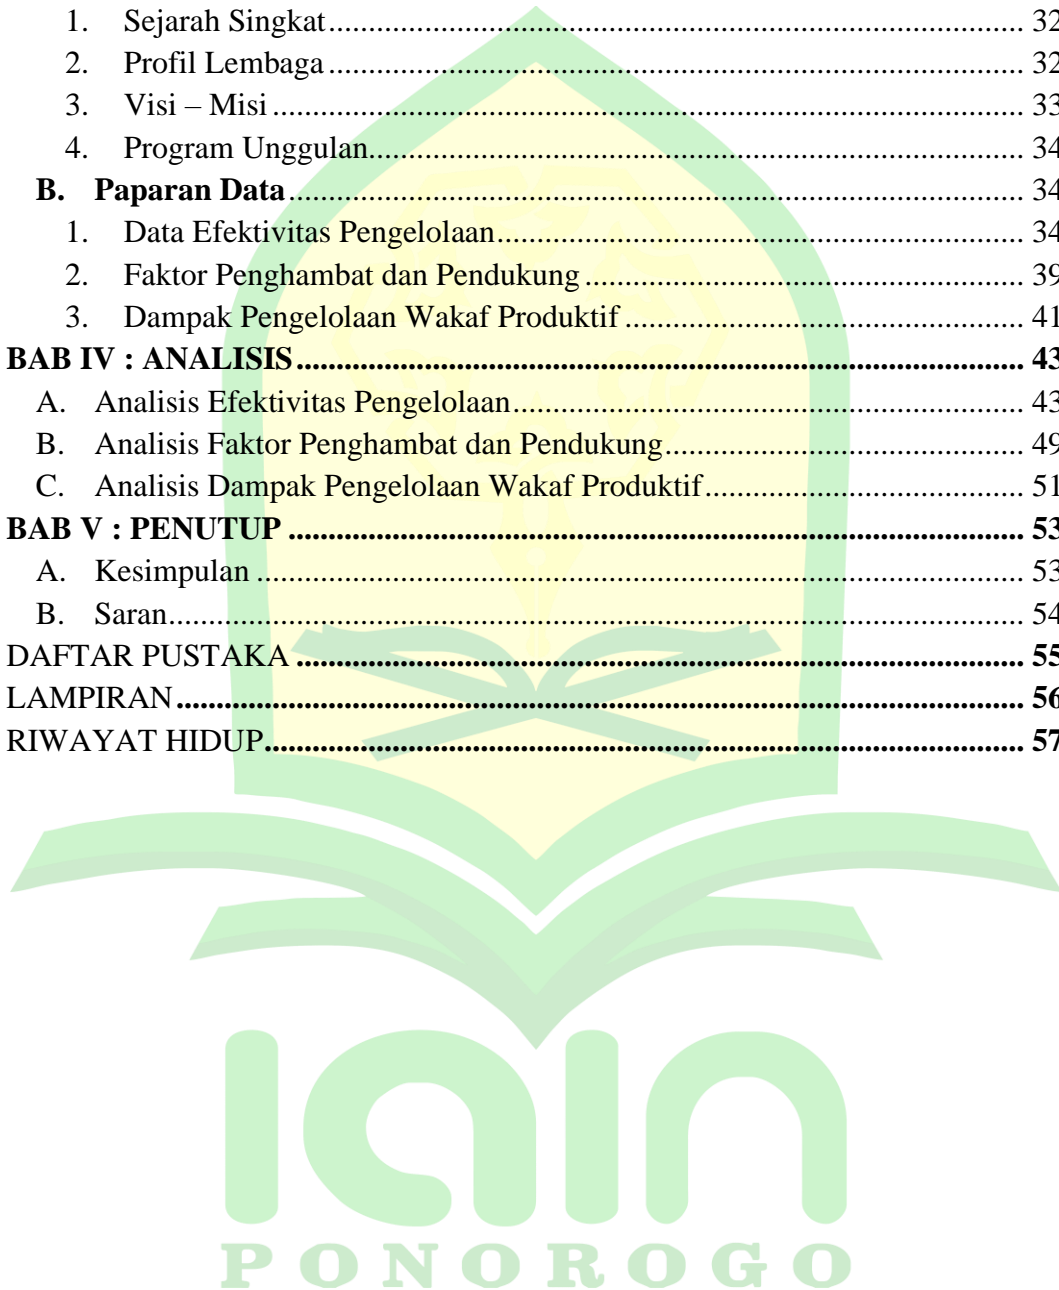 1. Sejarah Singkat........................................................................................ 32
2. Profil Lembaga........................................................................................ 32
3. Visi – Misi............................................................................................... 33
4. Program Unggulan................................................................................... 34
B. Paparan Data............................................................................................. 34
1. Data Efektivitas Pengelolaan................................................................... 34
2. Faktor Penghambat dan Pendukung........................................................ 39
3. Dampak Pengelolaan Wakaf Produktif................................................... 41
BAB IV : ANALISIS............................................................................................ 43
A. Analisis Efektivitas Pengelolaan................................................................. 43
B. Analisis Faktor Penghambat dan Pendukung.............................................. 49
C. Analisis Dampak Pengelolaan Wakaf Produktif......................................... 51
BAB V : PENUTUP............................................................................................. 53
A. Kesimpulan................................................................................................. 53
B. Saran............................................................................................................ 54
DAFTAR PUSTAKA........................................................................................... 55
LAMPIRAN.......................................................................................................... 56
RIWAYAT HIDUP............................................................................................... 57
iain
PONOROGO